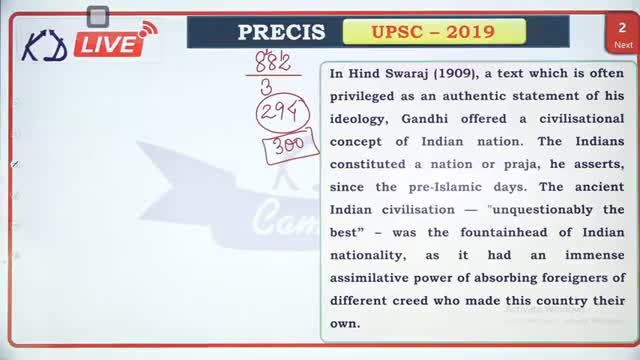 KD LIVE
PRECIS UPSC – 2019
2
Next
882
3
294
300
In Hind Swaraj (1909), a text which is often
privileged as an authentic statement of his
ideology, Gandhi offered a civilisational
concept of Indian nation. The Indians
constituted a nation or praja, he asserts,
since the pre-Islamic days. The ancient
Indian civilisation — "unquestionably the
best” – was the fountainhead of Indian
nationality, as it had an immense
assimilative power of absorbing foreigners of
different creed who made this country their
own.
Activate Windows